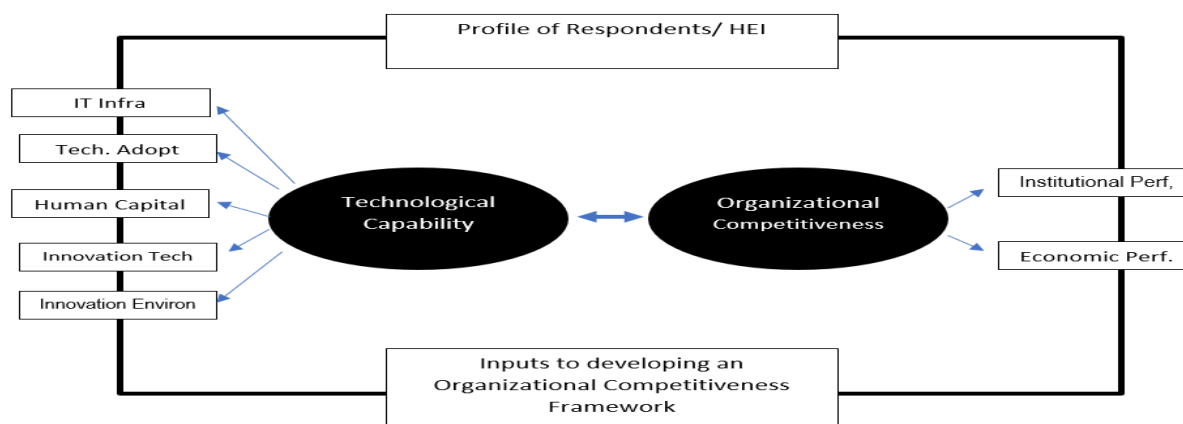 Profile of Respondents/ HEI
IT Infra
Tech. Adopt
Human Capital
Innovation Tech
Innovation Environ
Technological
Capability
Organizational
Competitiveness
Institutional Perf,
Economic Perf.
Inputs to developing an
Organizational Competitiveness
Framework